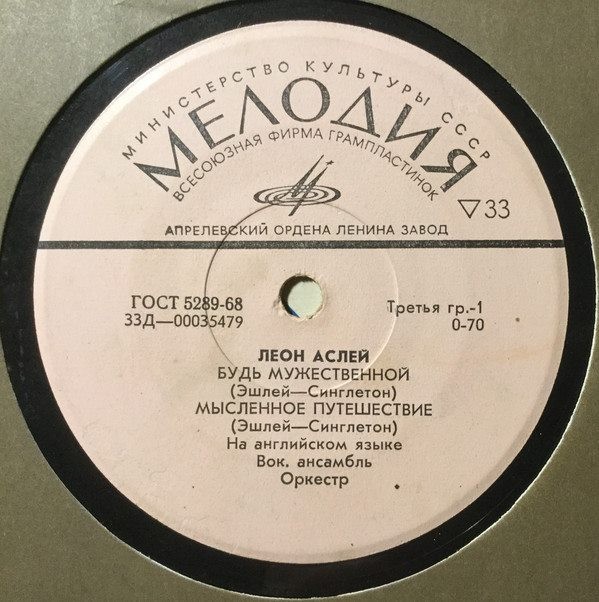 МИНИСТЕРСТВО КУЛЬТУРЫ СССР
МЕЛОДИЯ
ВСЕСОЮЗНАЯ ФИРМА ГРАМПЛАСТИНОК
▽33
АПРЕЛЕВСКИЙ ОРДЕНА ЛЕНИНА ЗАВОД
ГОСТ 5289-68
33Д—00035479
Третья гр.-1
0-70
ЛЕОН АСЛЕЙ
БУДЬ МУЖЕСТВЕННОЙ
(Эшлей—Синглетон)
МЫСЛЕННОЕ ПУТЕШЕСТВИЕ
(Эшлей—Синглетон)
На английском языке
Вок. ансамбль
Оркестр